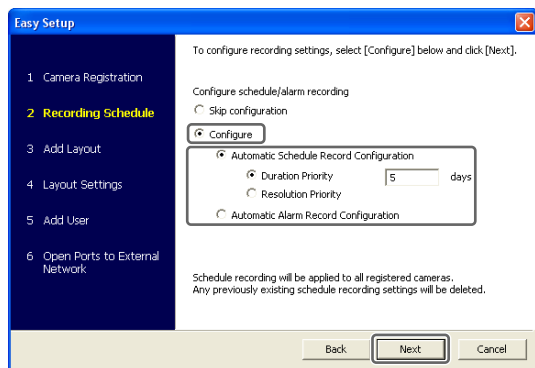 Easy Setup
To configure recording settings, select [Configure] below and click [Next].
1 Camera Registration
2 Recording Schedule
3 Add Layout
4 Layout Settings
5 Add User
6 Open Ports to External
Network
Configure schedule/alarm recording
Skip configuration
Configure
Automatic Schedule Record Configuration
Duration Priority 5 days
Resolution Priority
Automatic Alarm Record Configuration
Schedule recording will be applied to all registered cameras.
Any previously existing schedule recording settings will be deleted.
Back Next Cancel